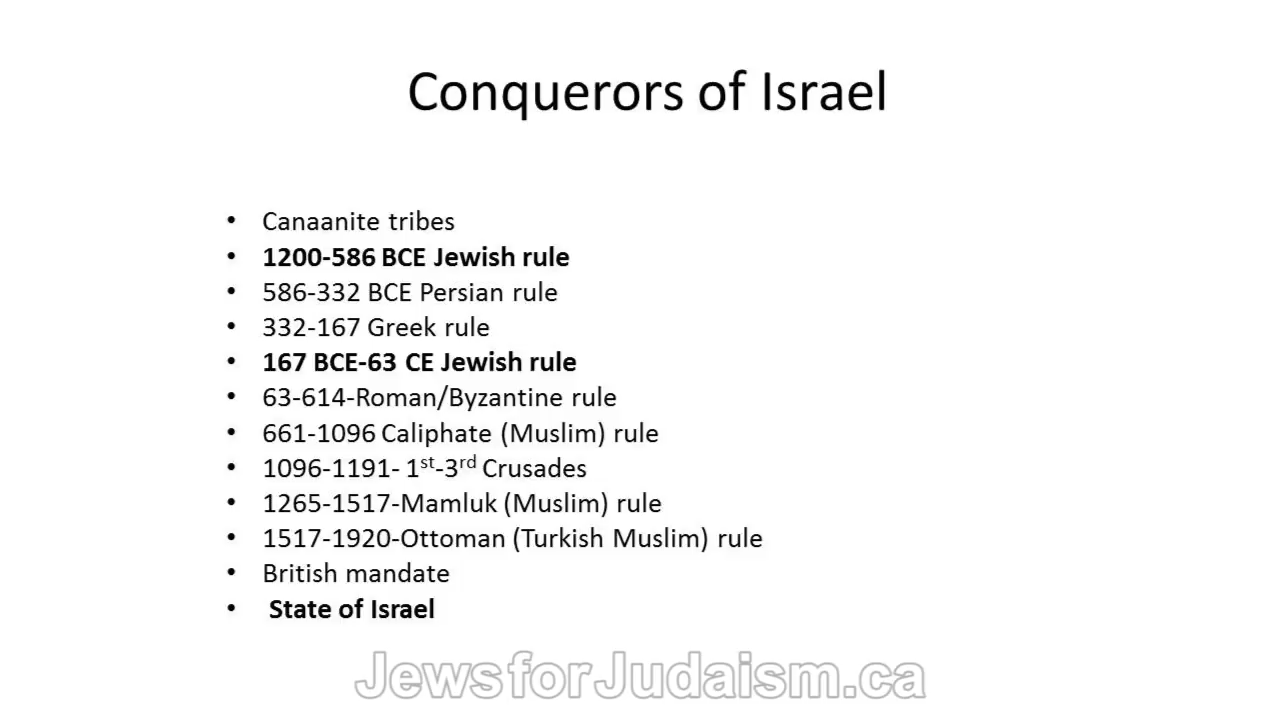 Conquerors of Israel
• Canaanite tribes
• 1200-586 BCE Jewish rule
• 586-332 BCE Persian rule
• 332-167 Greek rule
• 167 BCE-63 CE Jewish rule
• 63-614-Roman/Byzantine rule
• 661-1096 Caliphate (Muslim) rule
• 1096-1191- 1st-3rd Crusades
• 1265-1517-Mamluk (Muslim) rule
• 1517-1920-Ottoman (Turkish Muslim) rule
• British mandate
• State of Israel
JewsforJudaism.ca